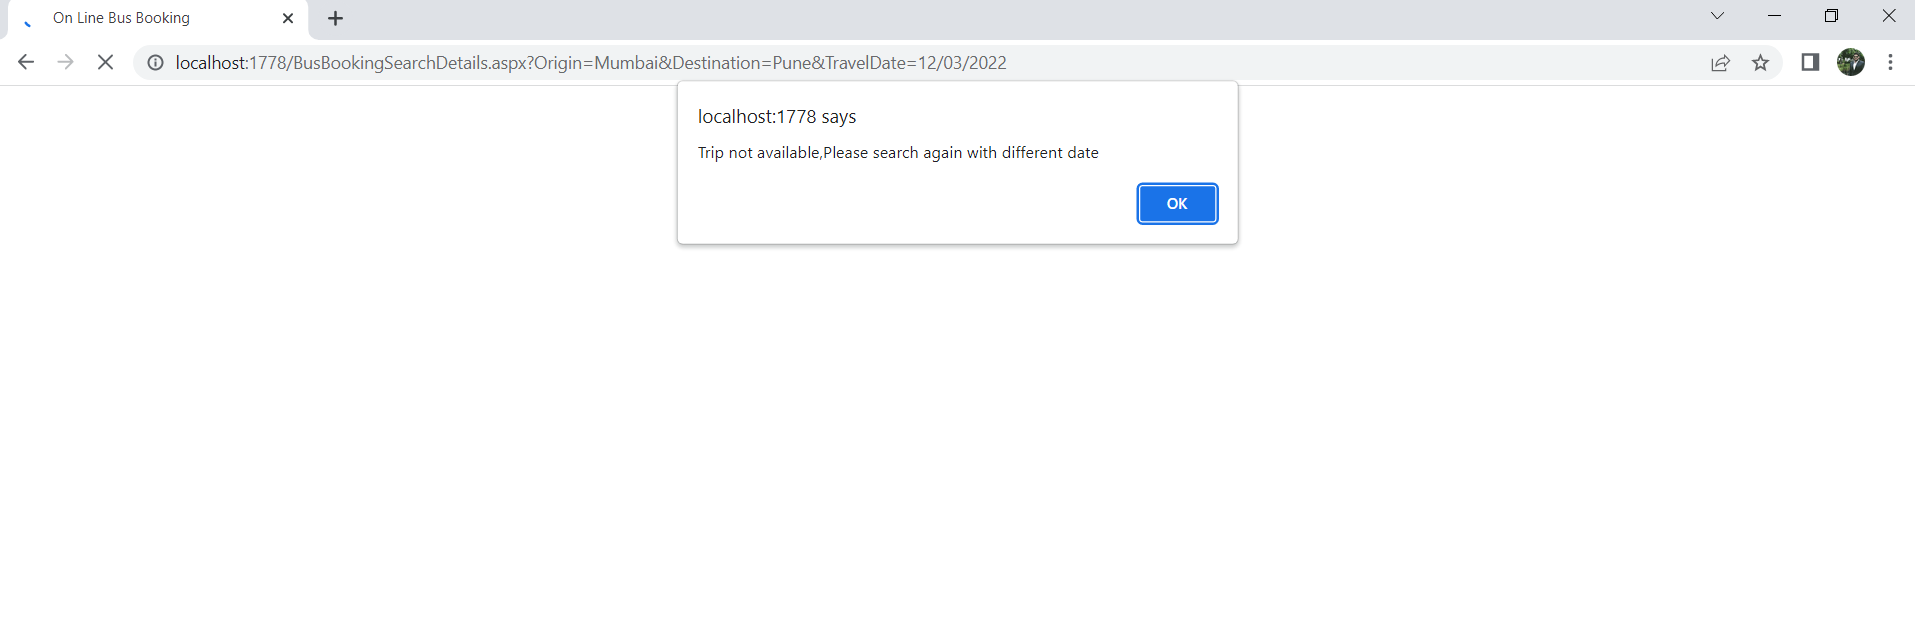 On Line Bus Booking
localhost:1778/BusBookingSearchDetails.aspx?Origin=Mumbai&Destination=Pune&TravelDate=12/03/2022
localhost:1778 says
Trip not available,Please search again with different date
OK